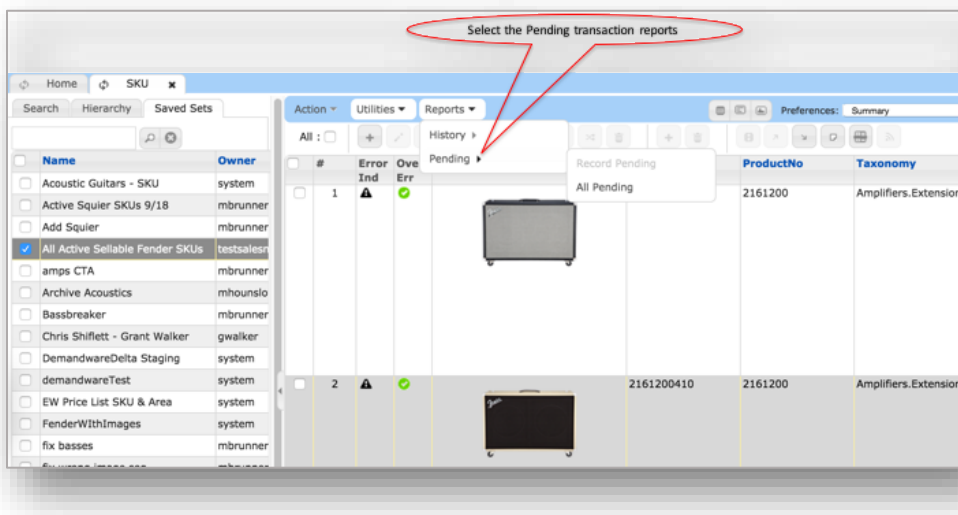 Select the Pending transaction reports
Home
SKU
Search
Hierarchy
Saved Sets
Action
Utilities
Reports
Preferences:
Summary
All :
History
Pending
Record Pending
All Pending
Name
Owner
Acoustic Guitars - SKU
system
Active Squier SKUs 9/18
mbrunner
Add Squier
mbrunner
All Active Sellable Fender SKUs
testsalesn
amps CTA
mbrunner
Archive Acoustics
mhounslo
Bassbreaker
mbrunner
Chris Shiflett - Grant Walker
gwalker
DemandwareDelta Staging
system
demandwareTest
system
EW Price List SKU & Area
system
FenderWIthImages
system
fix basses
mbrunner
#
Error Ind
Ove Err
ProductNo
Taxonomy
1
2161200
Amplifiers.Extension
2
2161200410
2161200
Amplifiers.Extension